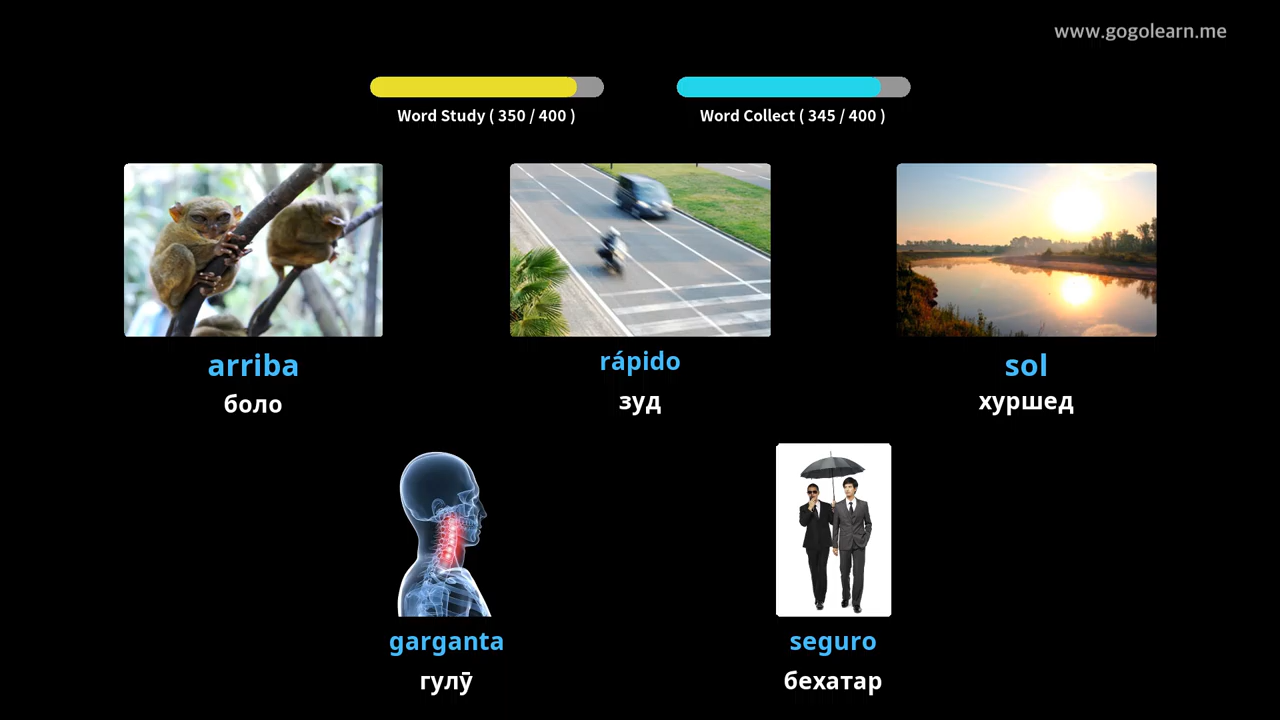 www.gogolearn.me
Word Study ( 350 / 400 )
Word Collect ( 345 / 400 )
arriba
боло
rápido
зуд
sol
хуршед
garganta
гулӯ
seguro
бехатар